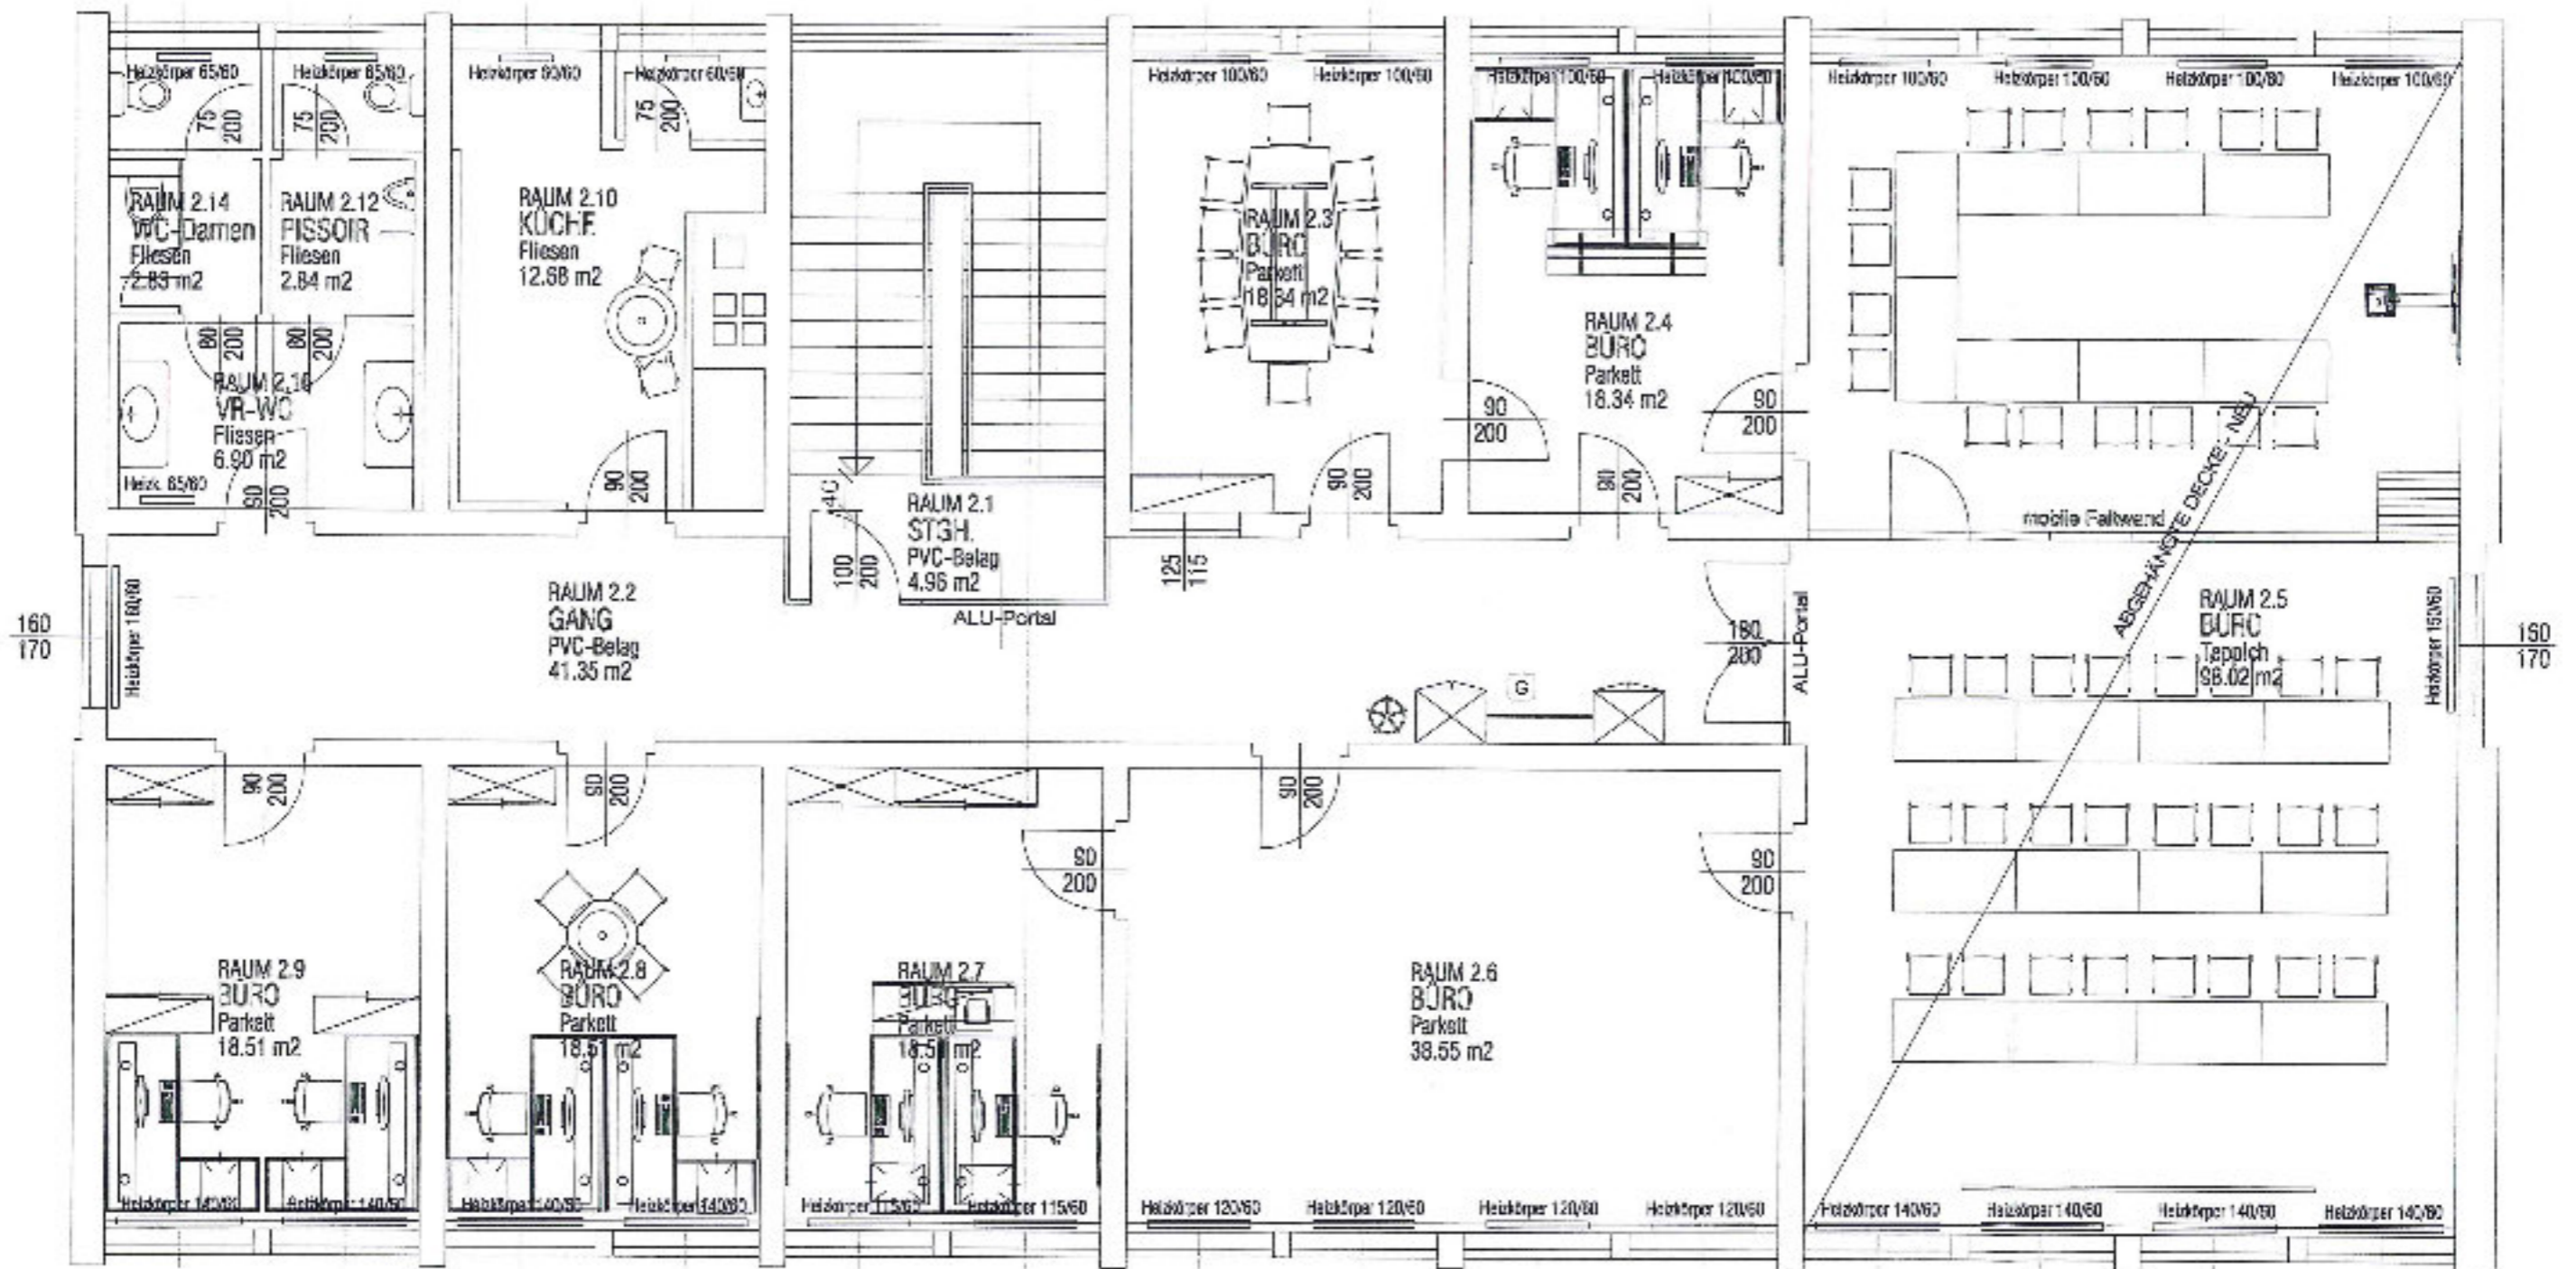 Heizkörper 65/60
Heizkörper 65/60
Heizkörper 60/60
Heizkörper 60/60
Heizkörper 100/60
Heizkörper 100/60
Heizkörper 100/60
Heizkörper 100/60
Heizkörper 100/60
Heizkörper 100/60
Heizkörper 100/60
Heizkörper 100/60
75
200
75
200
75
200
RAUM 2.14
WC-Damen
Fliesen
2.83 m2
RAUM 2.12
PISSOIR
Fliesen
2.84 m2
RAUM 2.10
KÜCHE
Fliesen
12.68 m2
RAUM 2.3
BÜRO
Parkett
18.34 m2
RAUM 2.4
BÜRO
Parkett
18.34 m2
80
200
80
200
VR-WC
Fliesen
6.90 m2
Heizk. 65/60
90
200
90
200
RAUM 2.1
STGH.
PVC-Belag
4.96 m2
100
200
ALU-Portal
125
115
90
200
90
200
90
200
90
200
mobile Faltwand
ABGEHÄNGTE DECKE - NEU
160
170
Heizkörper 160/60
RAUM 2.2
GANG
PVC-Belag
41.35 m2
G
180
200
ALU-Portal
RAUM 2.5
BÜRO
Teppich
98.02 m2
Heizkörper 150/60
160
170
90
200
90
200
90
200
90
200
90
200
RAUM 2.9
BÜRO
Parkett
18.51 m2
RAUM 2.8
BÜRO
Parkett
18.51 m2
RAUM 2.7
BÜRO
Parkett
18.5 m2
RAUM 2.6
BÜRO
Parkett
38.55 m2
Heizkörper 140/60
Heizkörper 140/60
Heizkörper 140/60
Heizkörper 140/60
Heizkörper 115/60
Heizkörper 115/60
Heizkörper 120/60
Heizkörper 120/60
Heizkörper 120/60
Heizkörper 120/60
Heizkörper 140/60
Heizkörper 140/60
Heizkörper 140/60
Heizkörper 140/60